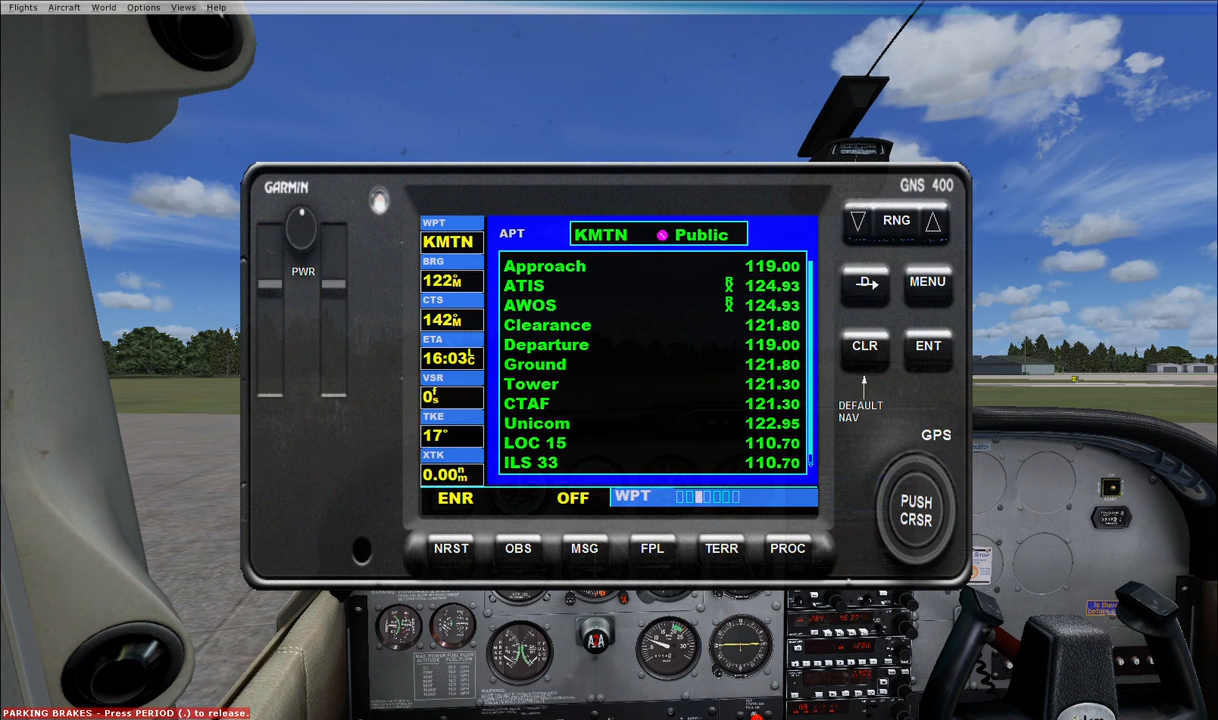 Flights Aircraft World Options Views Help
GARMIN
GNS 400
PWR
WPT
KMTN
BRG
122°M
CTS
142°M
ETA
16:03LC
VSR
0fs
TKE
17°
XTK
0.00nm
APT KMTN Public
Approach 119.00
ATIS RX 124.93
AWOS RX 124.93
Clearance 121.80
Departure 119.00
Ground 121.80
Tower 121.30
CTAF 121.30
Unicom 122.95
LOC 15 110.70
ILS 33 110.70
ENR OFF WPT
RNG
D
MENU
CLR
ENT
DEFAULT
NAV
GPS
PUSH
CRSR
NRST OBS MSG FPL TERR PROC
A2A
PARKING BRAKES - Press PERIOD (.) to release.